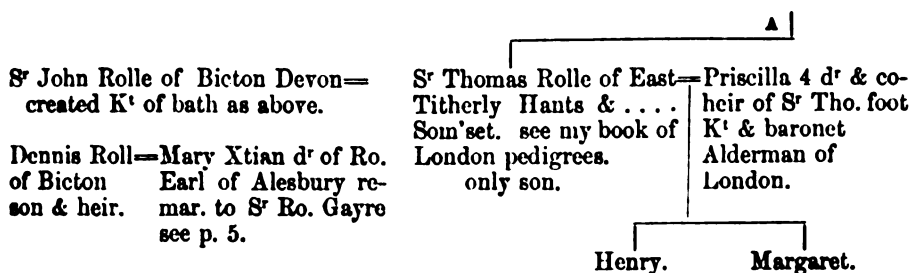 A
Sʳ John Rolle of Bicton Devon=
created Kᵗ of bath as above.
Dennis Roll=Mary Xtian dʳ of Ro.
of Bicton Earl of Alesbury re-
son & heir. mar. to Sʳ Ro. Gayre
see p. 5.
Sʳ Thomas Rolle of East=Priscilla 4 dʳ & co-
Titherly Hants & .... heir of Sʳ Tho. foot
Som'set. see my book of Kᵗ & baronet
London pedigrees. Alderman of
only son. London.
Henry. Margaret.